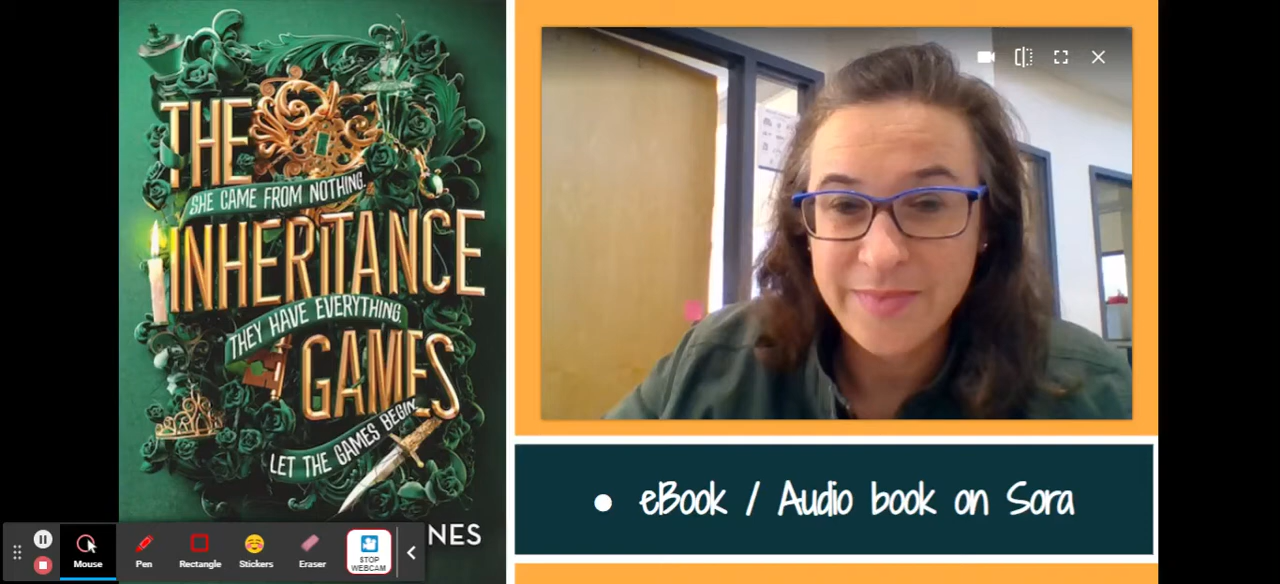 THE
SHE CAME FROM NOTHING.
INHERITANCE
THEY HAVE EVERYTHING.
GAMES
LET THE GAMES BEGIN.
NES
• eBook / Audio book on Sora
Mouse
Pen
Rectangle
Stickers
Eraser
STOP
WEBCAM